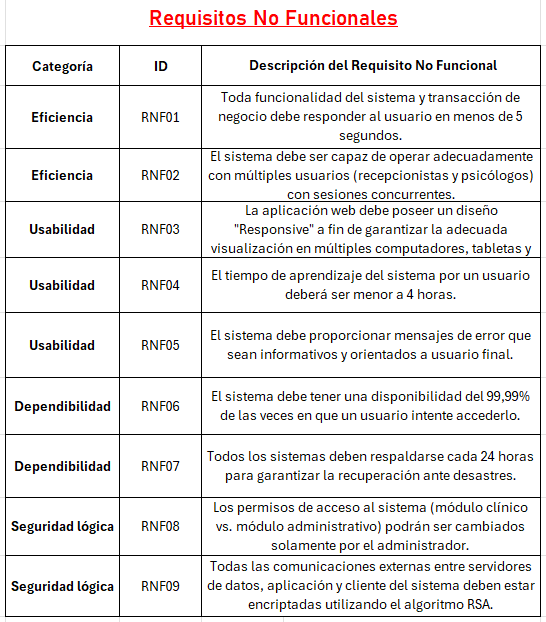 Requisitos No Funcionales
Categoría ID Descripción del Requisito No Funcional
Eficiencia RNF01 Toda funcionalidad del sistema y transacción de
negocio debe responder al usuario en menos de 5
segundos.
Eficiencia RNF02 El sistema debe ser capaz de operar adecuadamente
con múltiples usuarios (recepcionistas y psicólogos)
con sesiones concurrentes.
Usabilidad RNF03 La aplicación web debe poseer un diseño
"Responsive" a fin de garantizar la adecuada
visualización en múltiples computadores, tabletas y
Usabilidad RNF04 El tiempo de aprendizaje del sistema por un usuario
deberá ser menor a 4 horas.
Usabilidad RNF05 El sistema debe proporcionar mensajes de error que
sean informativos y orientados a usuario final.
Dependibilidad RNF06 El sistema debe tener una disponibilidad del 99,99%
de las veces en que un usuario intente accederlo.
Dependibilidad RNF07 Todos los sistemas deben respaldarse cada 24 horas
para garantizar la recuperación ante desastres.
Seguridad lógica RNF08 Los permisos de acceso al sistema (módulo clínico
vs. módulo administrativo) podrán ser cambiados
solamente por el administrador.
Seguridad lógica RNF09 Todas las comunicaciones externas entre servidores
de datos, aplicación y cliente del sistema deben estar
encriptadas utilizando el algoritmo RSA.